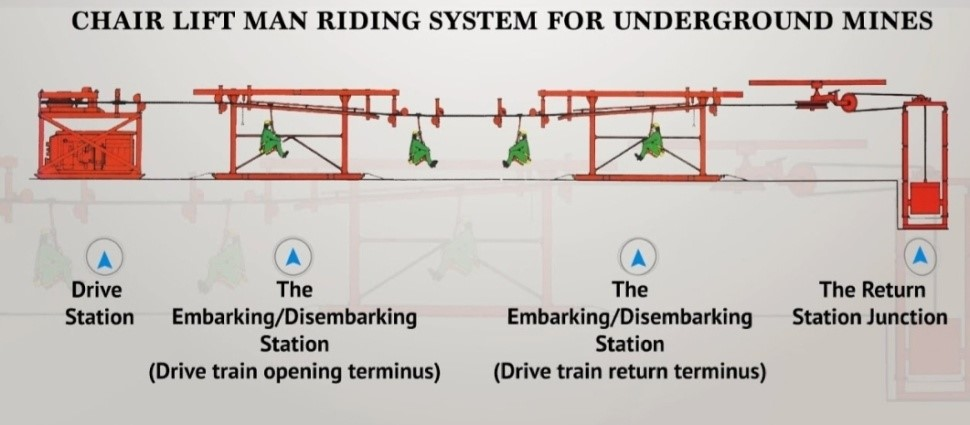 CHAIR LIFT MAN RIDING SYSTEM FOR UNDERGROUND MINES
Drive
Station
The
Embarking/Disembarking
Station
(Drive train opening terminus)
The
Embarking/Disembarking
Station
(Drive train return terminus)
The Return
Station Junction